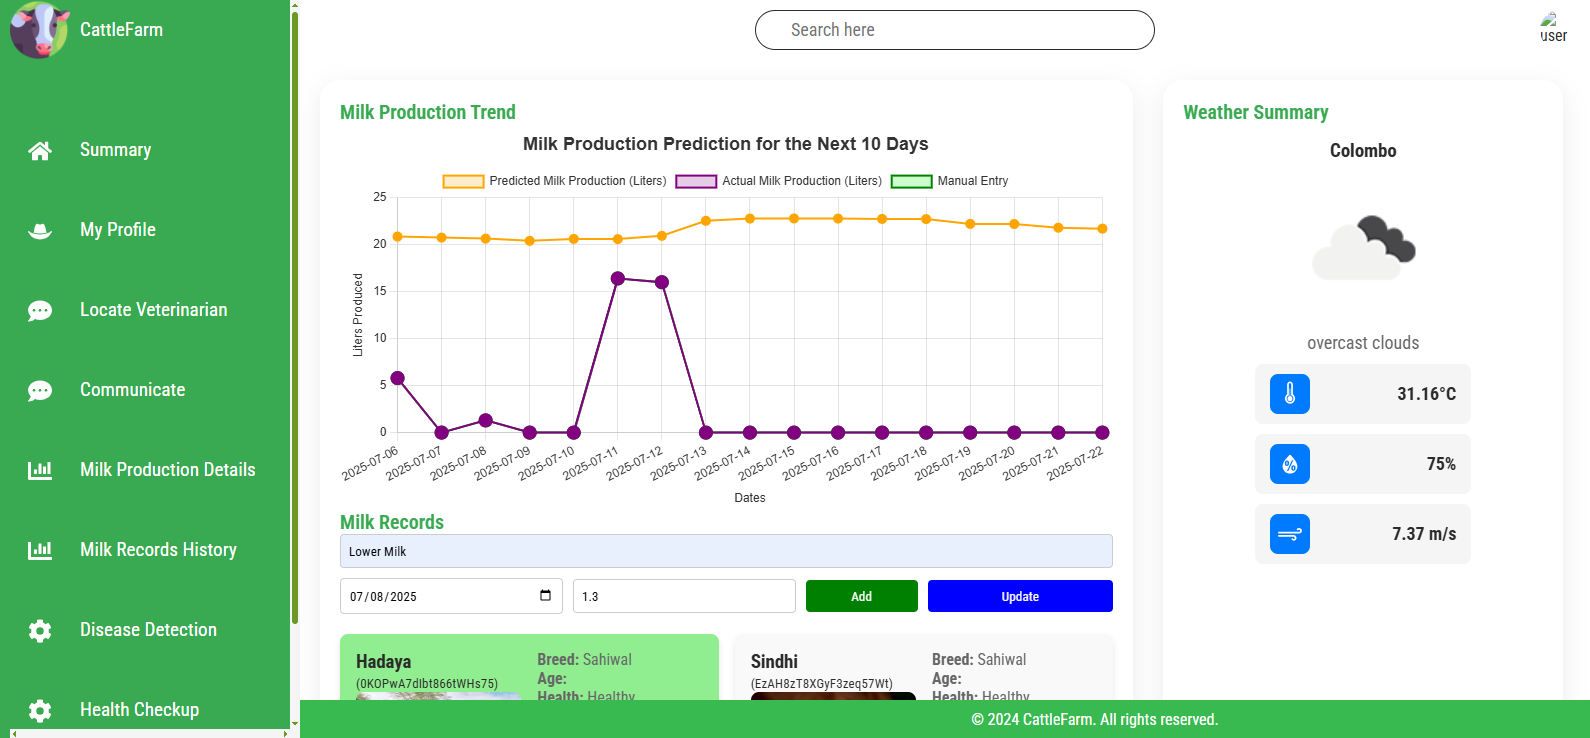 CattleFarm
Search here
user
Summary
My Profile
Locate Veterinarian
Communicate
Milk Production Details
Milk Records History
Disease Detection
Health Checkup
Milk Production Trend
Milk Production Prediction for the Next 10 Days
Predicted Milk Production (Liters) Actual Milk Production (Liters) Manual Entry
25
20
15
10
5
0
Liters Produced
2025-07-06 2025-07-07 2025-07-08 2025-07-09 2025-07-10 2025-07-11 2025-07-12 2025-07-13 2025-07-14 2025-07-15 2025-07-16 2025-07-17 2025-07-18 2025-07-19 2025-07-20 2025-07-21 2025-07-22
Dates
Milk Records
Lower Milk
07/08/2025 1.3 Add Update
Hadaya
(0KOPwA7dIbt866tWHs75)
Breed: Sahiwal
Age:
Health: Healthy
Sindhi
(EzAH8zT8XGyF3zeq57Wt)
Breed: Sahiwal
Age:
Health: Healthy
Weather Summary
Colombo
overcast clouds
31.16°C
%
75%
7.37 m/s
© 2024 CattleFarm. All rights reserved.